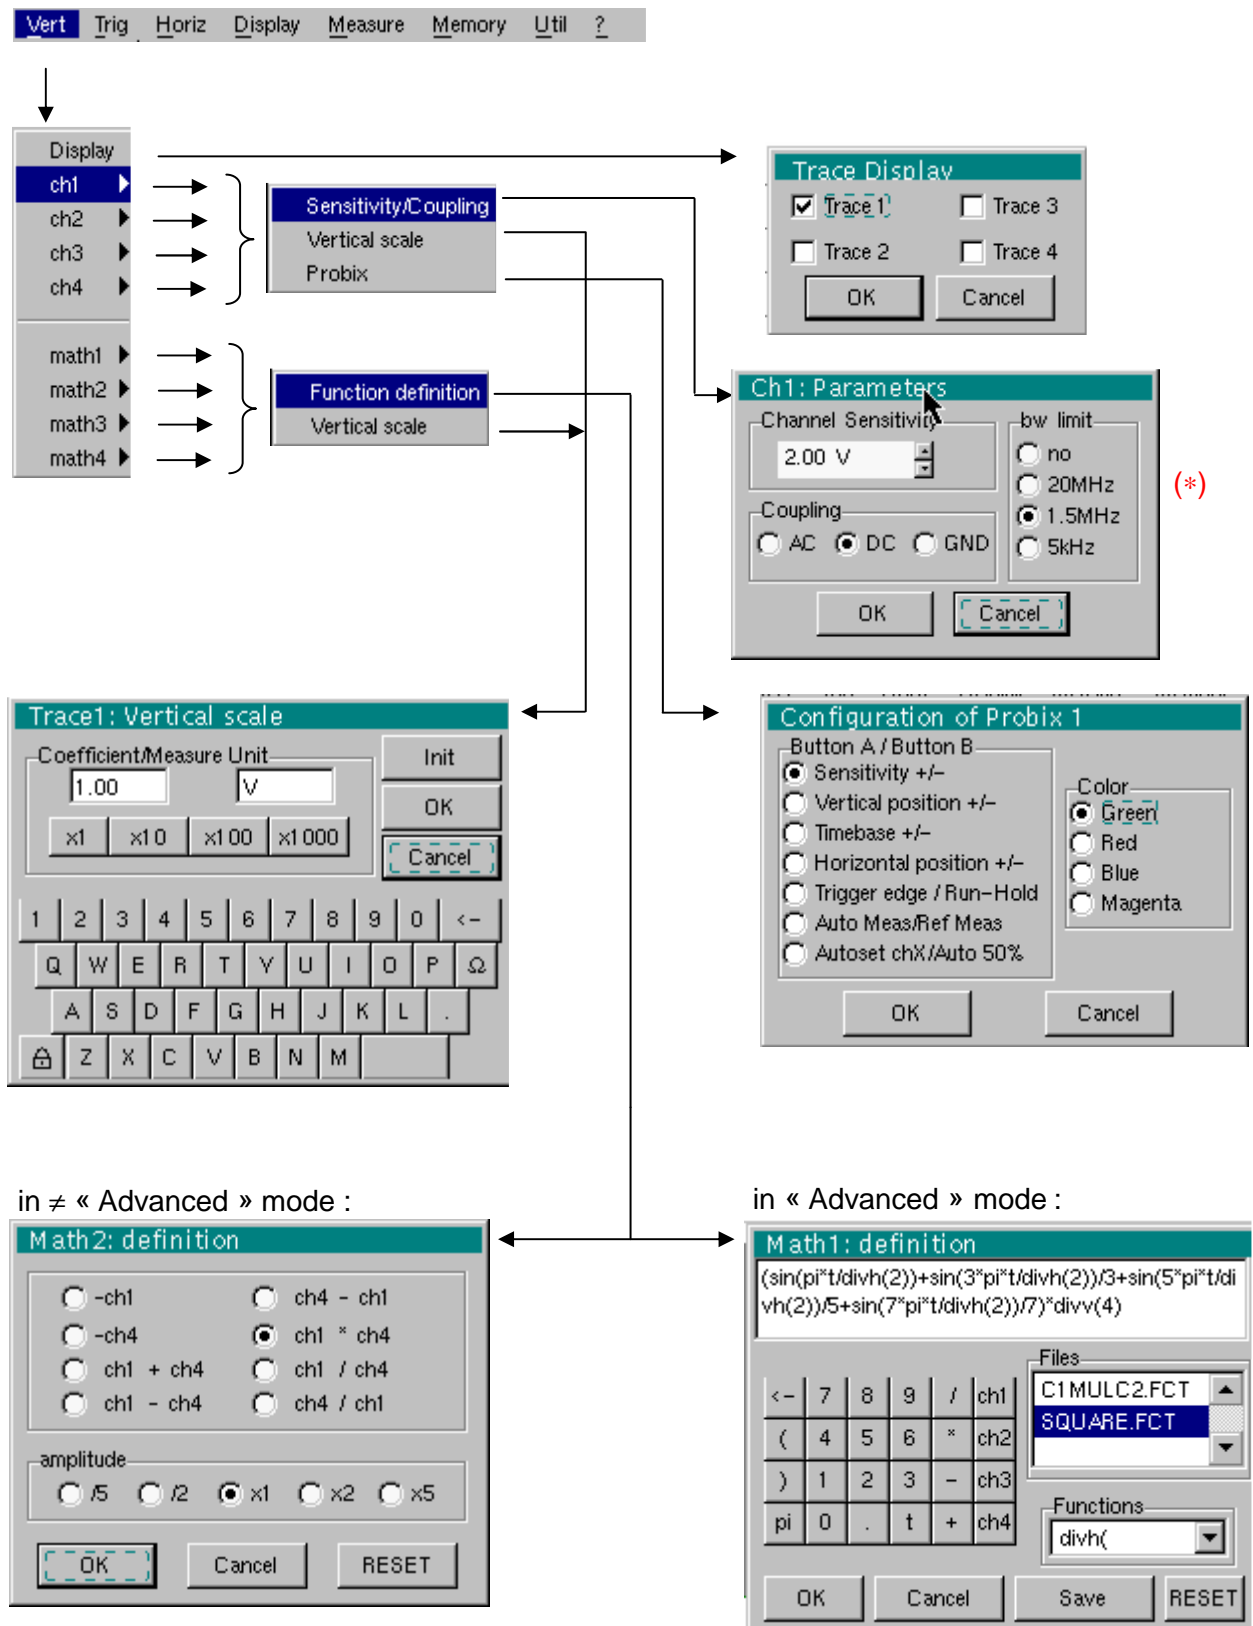 Vert Trig Horiz Display Measure Memory Util ?
Display
ch1
ch2
ch3
ch4
math1
math2
math3
math4
Sensitivity/Coupling
Vertical scale
Probix
Function definition
Vertical scale
Trace Display
Trace 1 Trace 3
Trace 2 Trace 4
OK Cancel
Ch1: Parameters
Channel Sensitivity
2.00 V
Coupling
AC DC GND
bw limit
no
20MHz
1.5MHz
5kHz
OK Cancel
(*)
Trace1: Vertical scale
Coefficient/Measure Unit
1.00 V
x1 x10 x100 x1000
Init
OK
Cancel
1 2 3 4 5 6 7 8 9 0 <-
Q W E R T Y U I O P Ω
A S D F G H J K L .
Z X C V B N M
Configuration of Probix 1
Button A / Button B
Sensitivity +/-
Vertical position +/-
Timebase +/-
Horizontal position +/-
Trigger edge / Run-Hold
Auto Meas/Ref Meas
Autoset chX/Auto 50%
Color
Green
Red
Blue
Magenta
OK Cancel
in ≠ « Advanced » mode :
Math2: definition
-ch1 ch4 - ch1
-ch4 ch1 * ch4
ch1 + ch4 ch1 / ch4
ch1 - ch4 ch4 / ch1
amplitude
/5 /2 x1 x2 x5
OK Cancel RESET
in « Advanced » mode :
Math1: definition
(sin(pi*t/divh(2))+sin(3*pi*t/divh(2))/3+sin(5*pi*t/di
vh(2))/5+sin(7*pi*t/divh(2))/7)*divv(4)
<- 7 8 9 / ch1
( 4 5 6 * ch2
) 1 2 3 - ch3
pi 0 . t + ch4
Files
C1MULC2.FCT
SQUARE.FCT
Functions
divh(
OK Cancel Save RESET